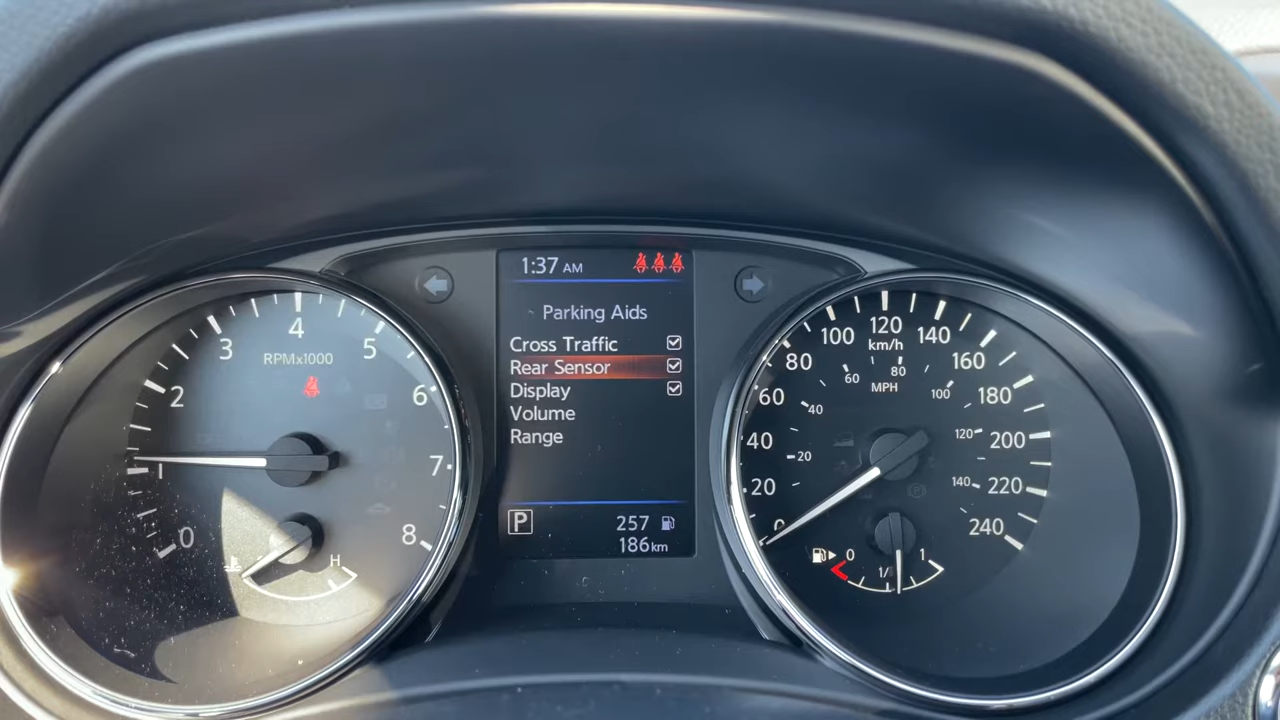 1:37 AM
Parking Aids
Cross Traffic
Rear Sensor
Display
Volume
Range
P
257
186 km
0
1
2
3
4
5
6
7
8
RPMx1000
H
0
20
40
60
80
100
120
140
160
180
200
220
240
km/h
20
40
60
80
100
120
140
MPH
0
1